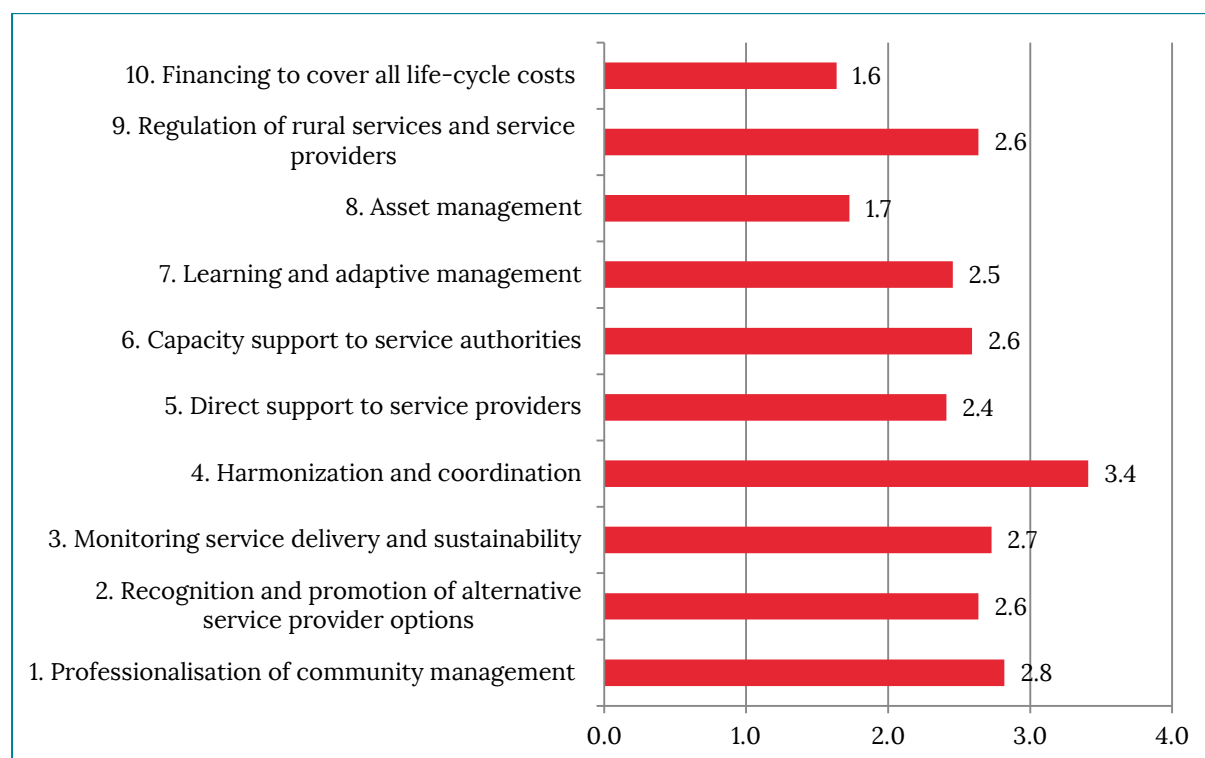 10. Financing to cover all life-cycle costs
1.6
9. Regulation of rural services and service
providers
2.6
8. Asset management
1.7
7. Learning and adaptive management
2.5
6. Capacity support to service authorities
2.6
5. Direct support to service providers
2.4
4. Harmonization and coordination
3.4
3. Monitoring service delivery and sustainability
2.7
2. Recognition and promotion of alternative
service provider options
2.6
1. Professionalisation of community management
2.8
0.0 1.0 2.0 3.0 4.0